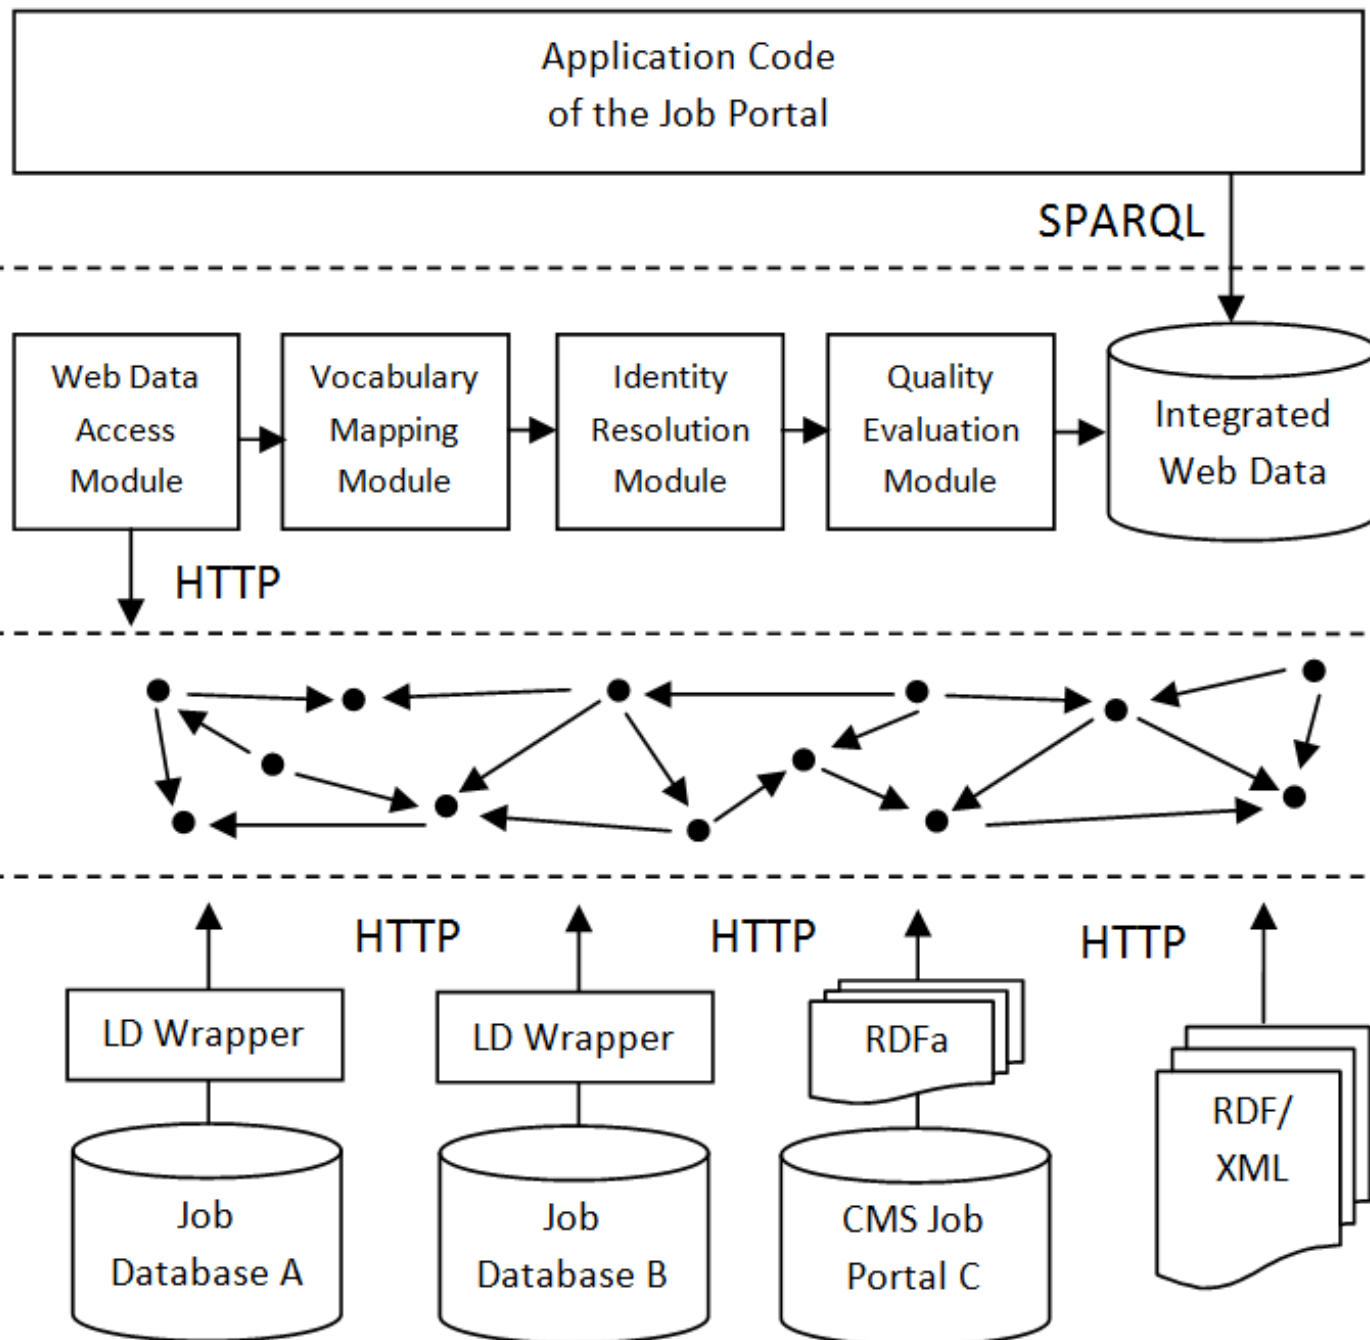 Application Code
of the Job Portal
SPARQL
Web Data
Access
Module
Vocabulary
Mapping
Module
Identity
Resolution
Module
Quality
Evaluation
Module
Integrated
Web Data
HTTP
HTTP
HTTP
HTTP
LD Wrapper
LD Wrapper
RDFa
RDF/
XML
Job
Database A
Job
Database B
CMS Job
Portal C